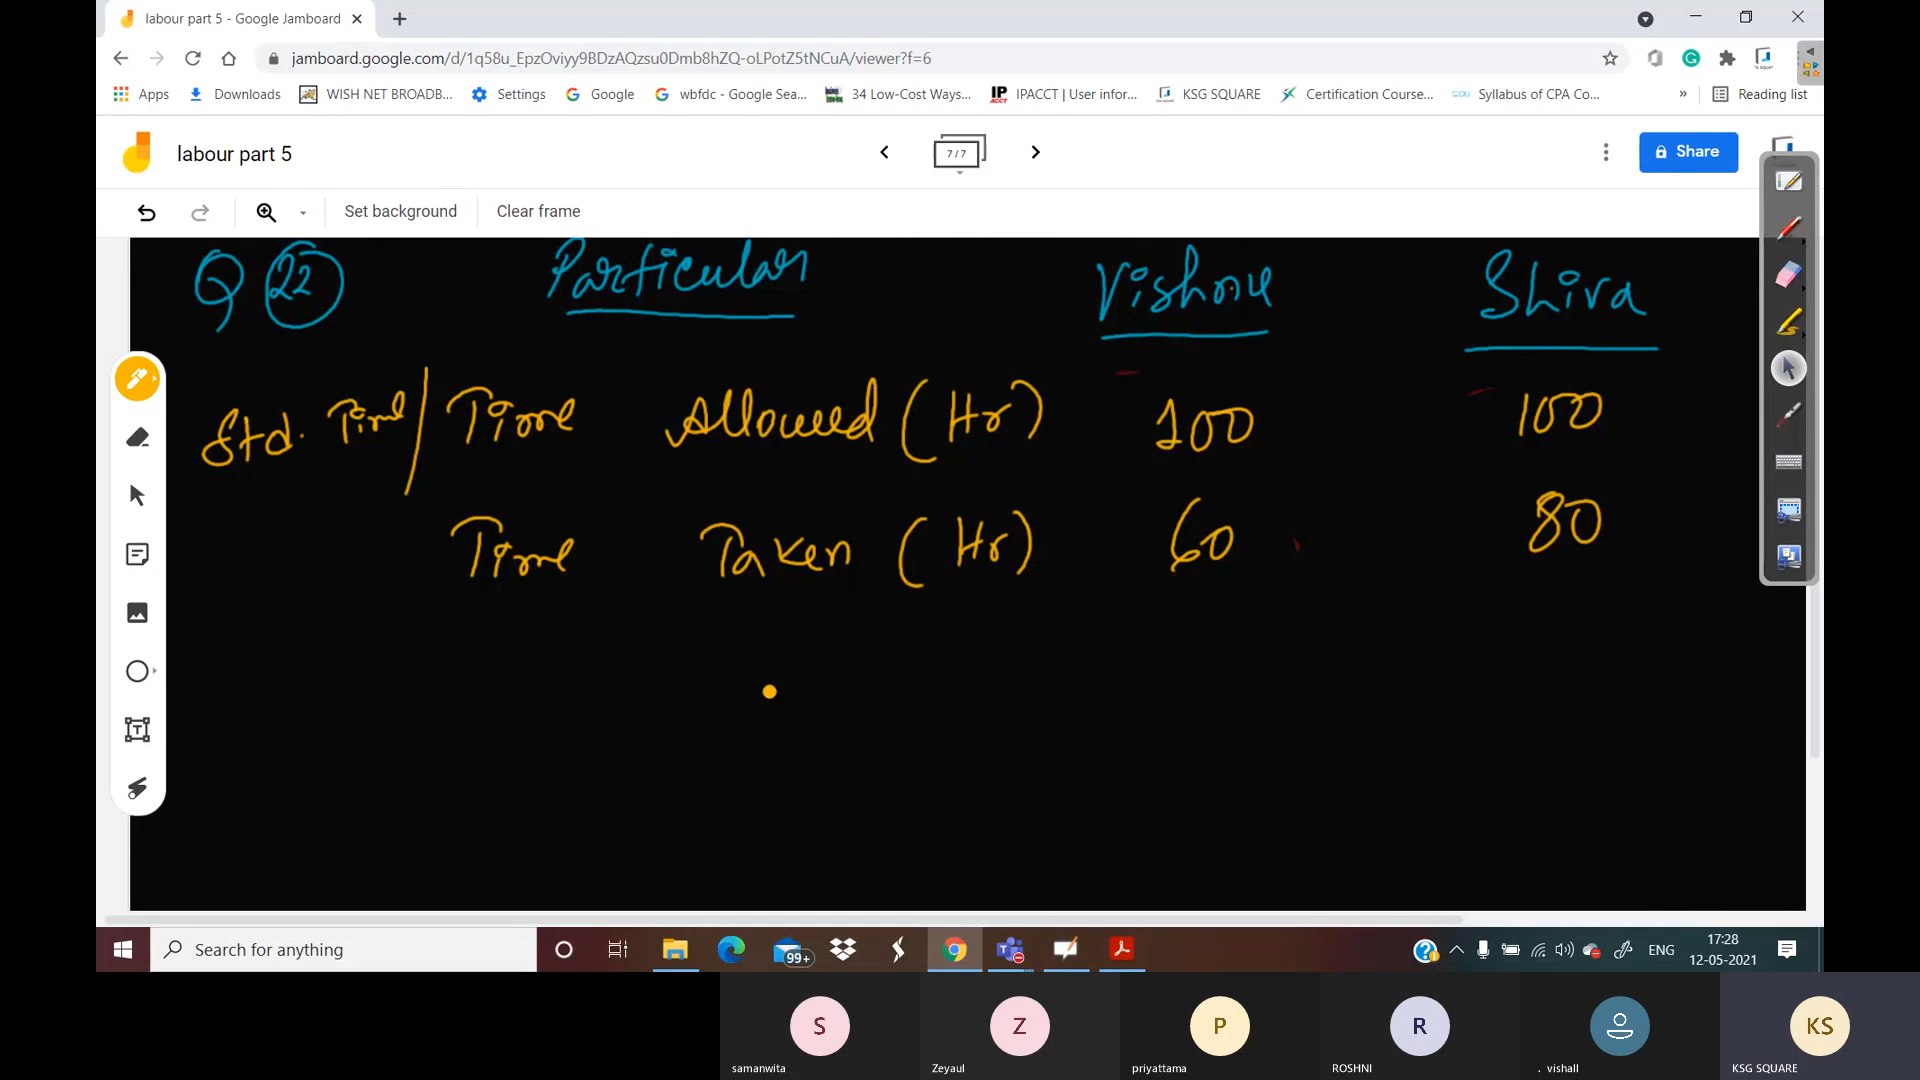 labour part 5 - Google Jamboard
jamboard.google.com/d/1q58u_EpzOviyy9BDzAQzsu0Dmb8hZQ-oLPotZ5tNCuA/viewer?f=6
Apps Downloads WISH NET BROADB... Settings Google wbfdc - Google Sea... 34 Low-Cost Ways... IPACCT | User infor... KSG SQUARE Certification Course... Syllabus of CPA Co... » Reading list
labour part 5 7 / 7 Share
Set background Clear frame
Q 22 Particular Vishnu Shiva
Std. Time / Time Allowed (Hr) 100 100
Time Taken (Hr) 60 80
Search for anything 99+ ENG 17:28
12-05-2021
S Z P R KS
samanwita Zeyaul priyattama ROSHNI . vishall KSG SQUARE